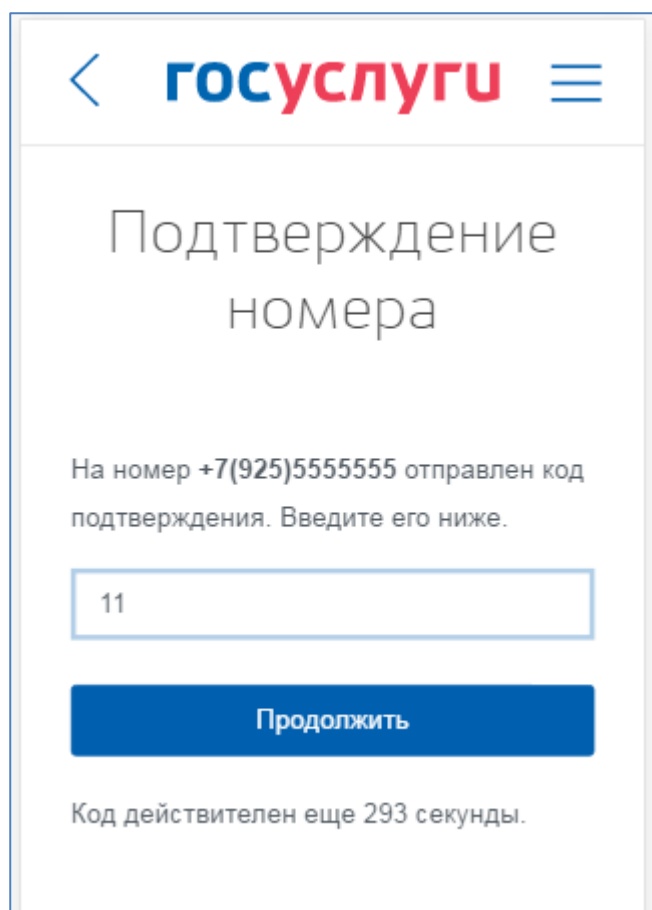 госуслуги
Подтверждение
номера
На номер +7(925)5555555 отправлен код
подтверждения. Введите его ниже.
11
Продолжить
Код действителен еще 293 секунды.